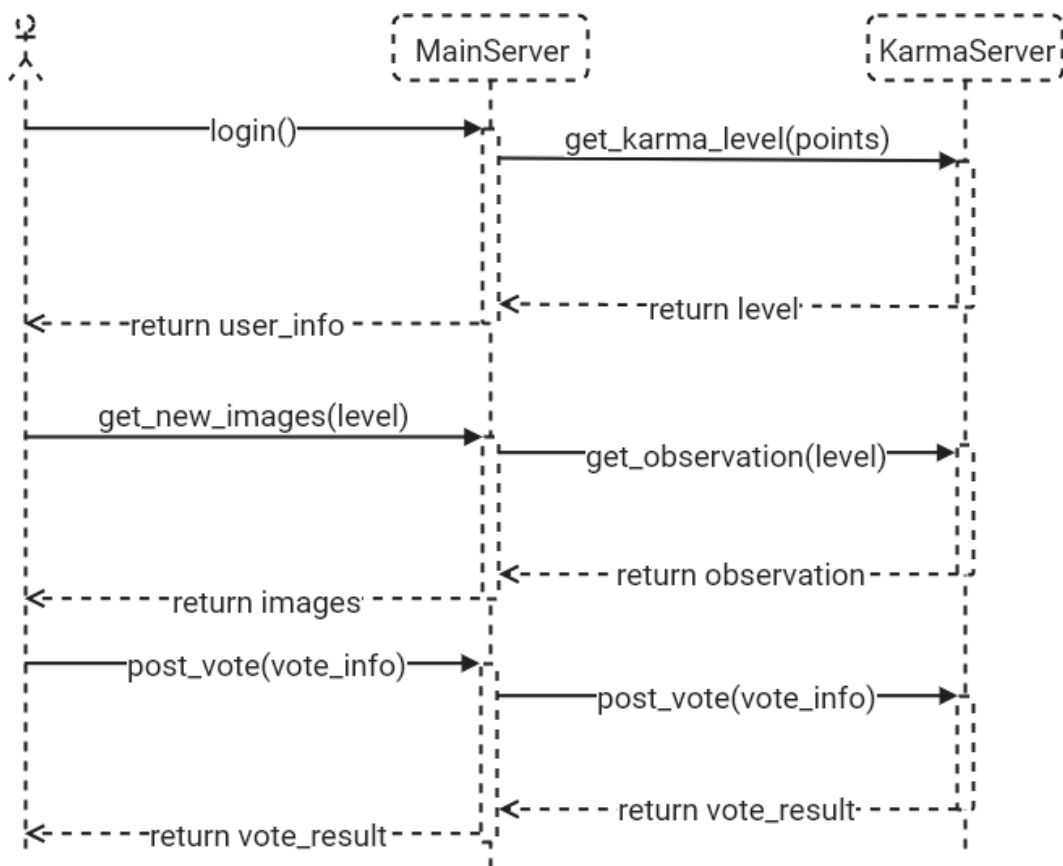 MainServer
KarmaServer
login()
get_karma_level(points)
return level
return user_info
get_new_images(level)
get_observation(level)
return observation
return images
post_vote(vote_info)
post_vote(vote_info)
return vote_result
return vote_result